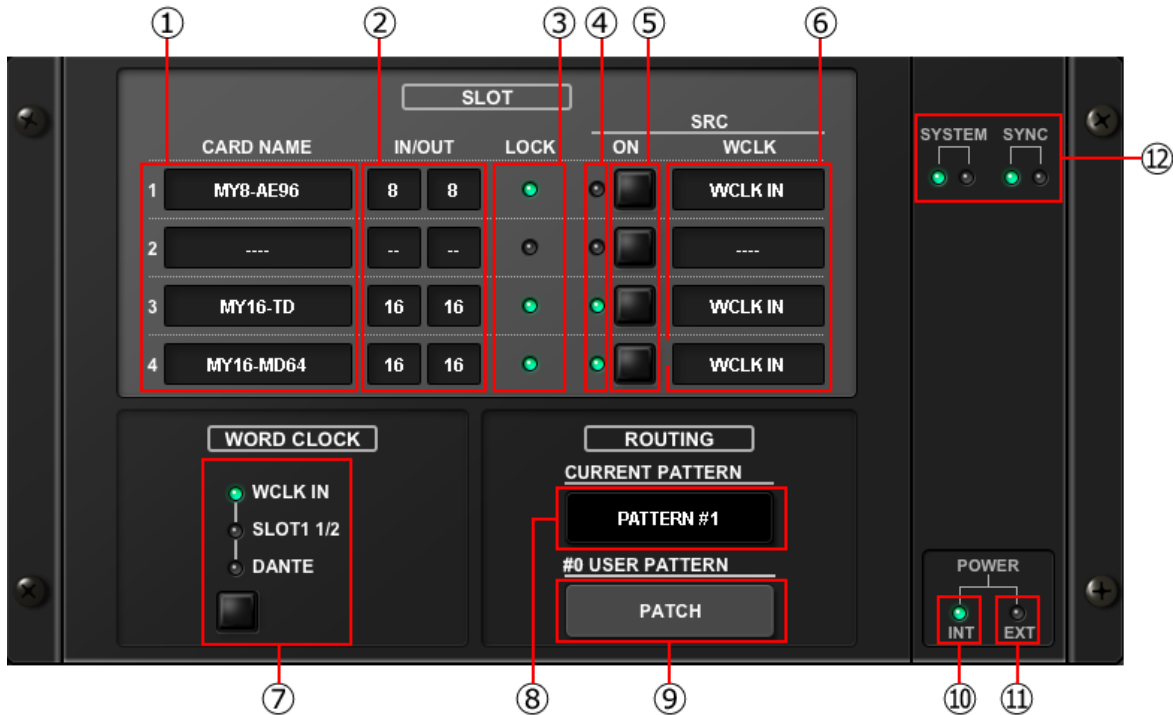 ① ② ③ ④ ⑤ ⑥
SLOT
SRC
CARD NAME IN/OUT LOCK ON WCLK
1 MY8-AE96 8 8 WCLK IN
2 ---- -- -- ----
3 MY16-TD 16 16 WCLK IN
4 MY16-MD64 16 16 WCLK IN
SYSTEM SYNC
⑫
WORD CLOCK
WCLK IN
SLOT1 1/2
DANTE
ROUTING
CURRENT PATTERN
PATTERN #1
#0 USER PATTERN
PATCH
POWER
INT EXT
⑦ ⑧ ⑨ ⑩ ⑪